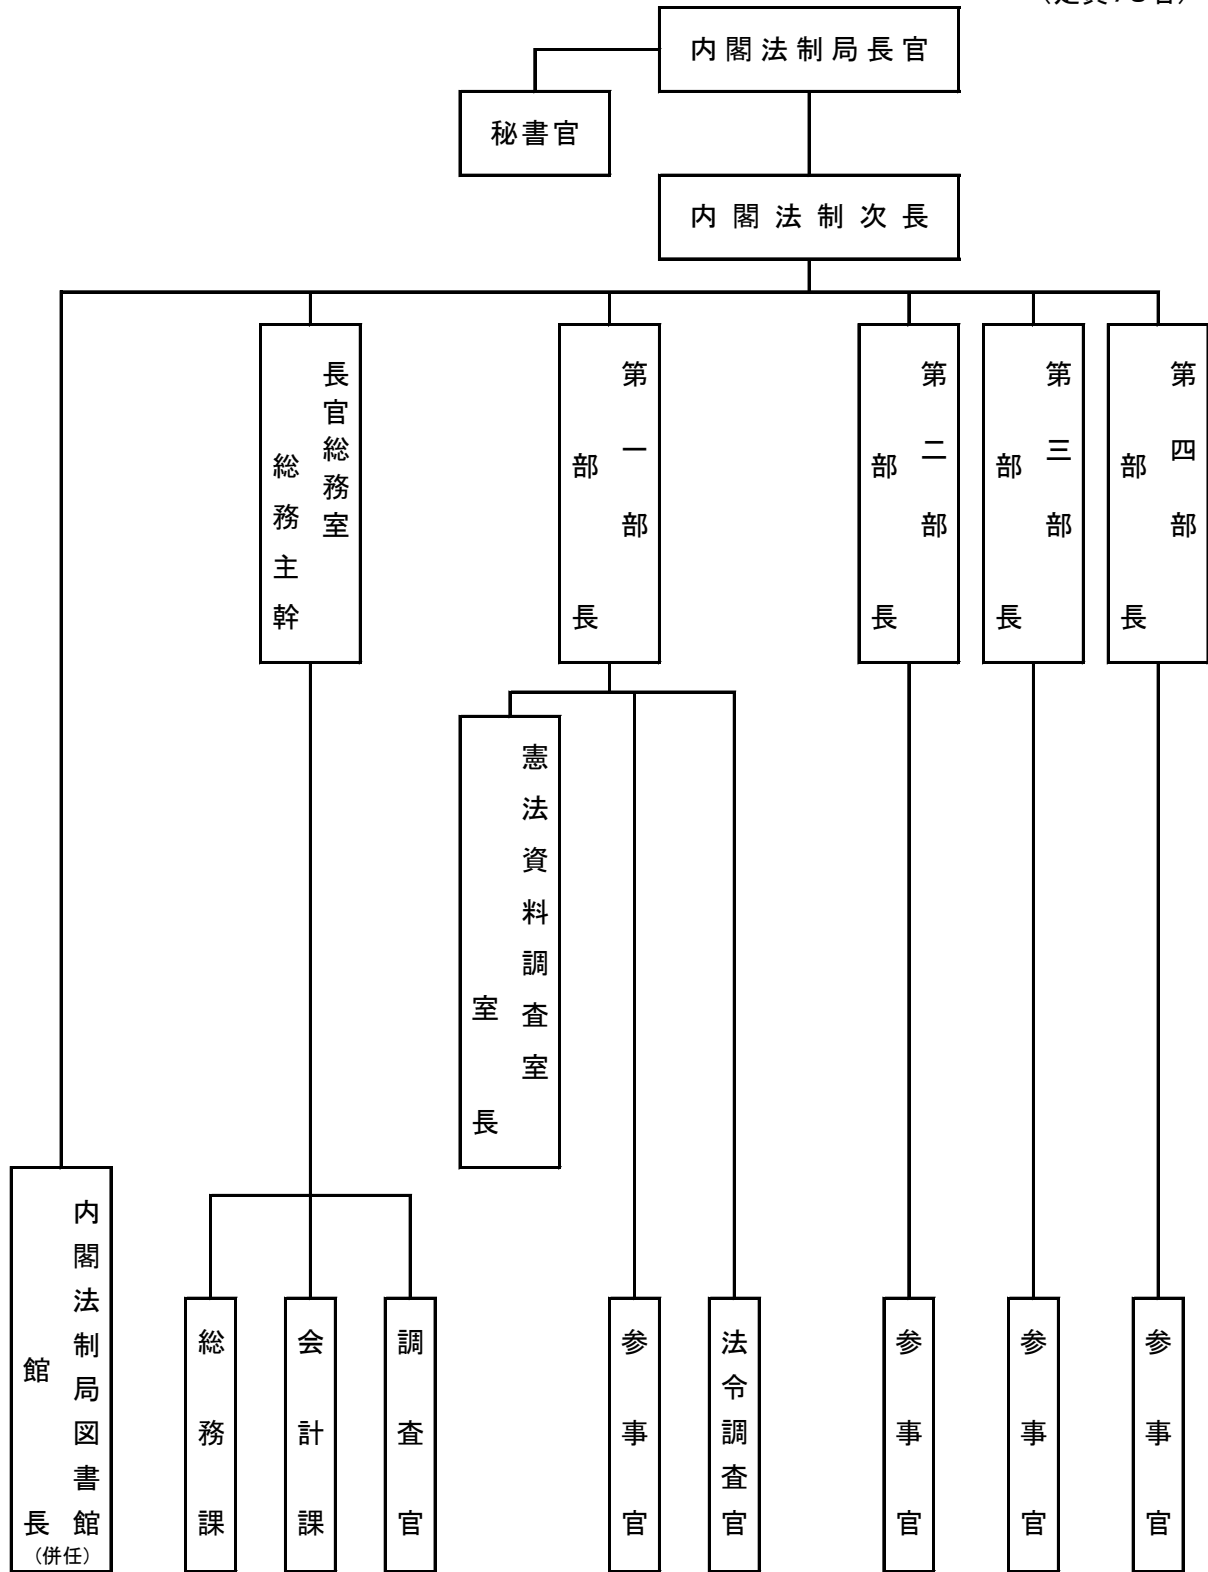 内閣法制局長官
秘書官
内閣法制次長
長官総務室
総務主幹
第一部
部長
第二部
部長
第三部
部長
第四部
部長
憲法資料調査室
室長
内閣法制局図書館
館長
(併任)
総務課
会計課
調査官
参事官
法令調査官
参事官
参事官
参事官